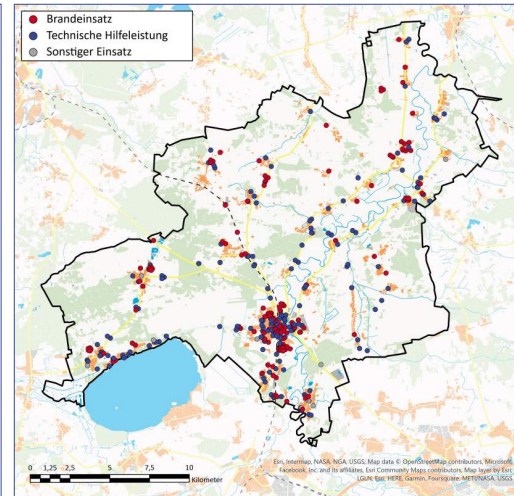 Brandeinsatz
Technische Hilfeleistung
Sonstiger Einsatz
0 1,25 2,5 5 7,5 10
Kilometer
Esri, Intermap, NASA, NGA, USGS; Map data © OpenStreetMap contributors, Microsoft,
Facebook, Inc. and its affiliates, Esri Community Maps contributors, Map layer by Esri;
LGLN, Esri, HERE, Garmin, Foursquare, METI/NASA, USGS